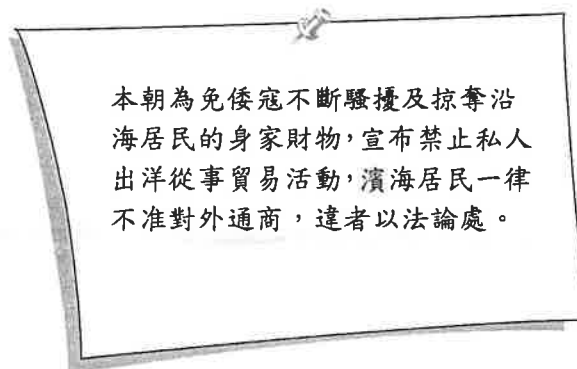 本朝為免倭寇不斷騷擾及掠奪沿
海居民的身家財物，宣布禁止私人
出洋從事貿易活動，濱海居民一律
不准對外通商，違者以法論處。